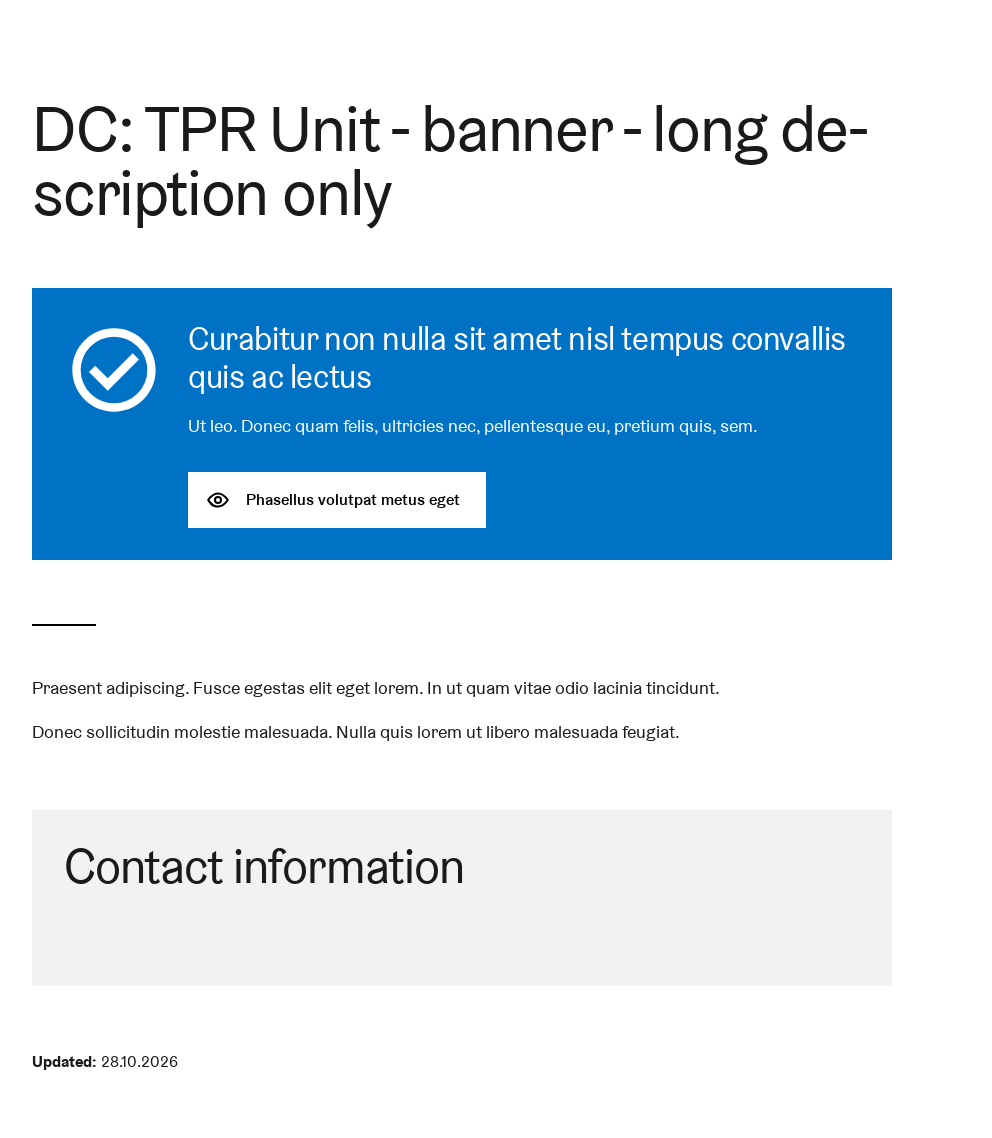 DC: TPR Unit - banner - long de-
scription only
Curabitur non nulla sit amet nisl tempus convallis
quis ac lectus
Ut leo. Donec quam felis, ultricies nec, pellentesque eu, pretium quis, sem.
Phasellus volutpat metus eget
Praesent adipiscing. Fusce egestas elit eget lorem. In ut quam vitae odio lacinia tincidunt.
Donec sollicitudin molestie malesuada. Nulla quis lorem ut libero malesuada feugiat.
Contact information
Updated: 28.10.2026